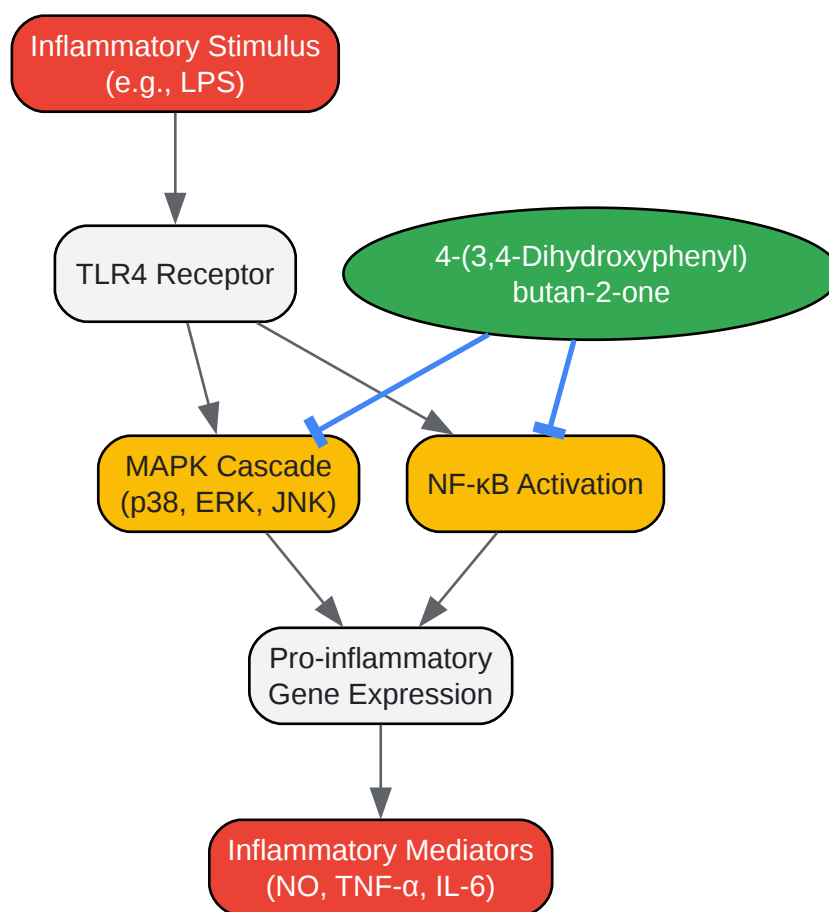 Inflammatory Stimulus
(e.g., LPS)
TLR4 Receptor
4-(3,4-Dihydroxyphenyl)
butan-2-one
MAPK Cascade
(p38, ERK, JNK)
NF-κB Activation
Pro-inflammatory
Gene Expression
Inflammatory Mediators
(NO, TNF-α, IL-6)